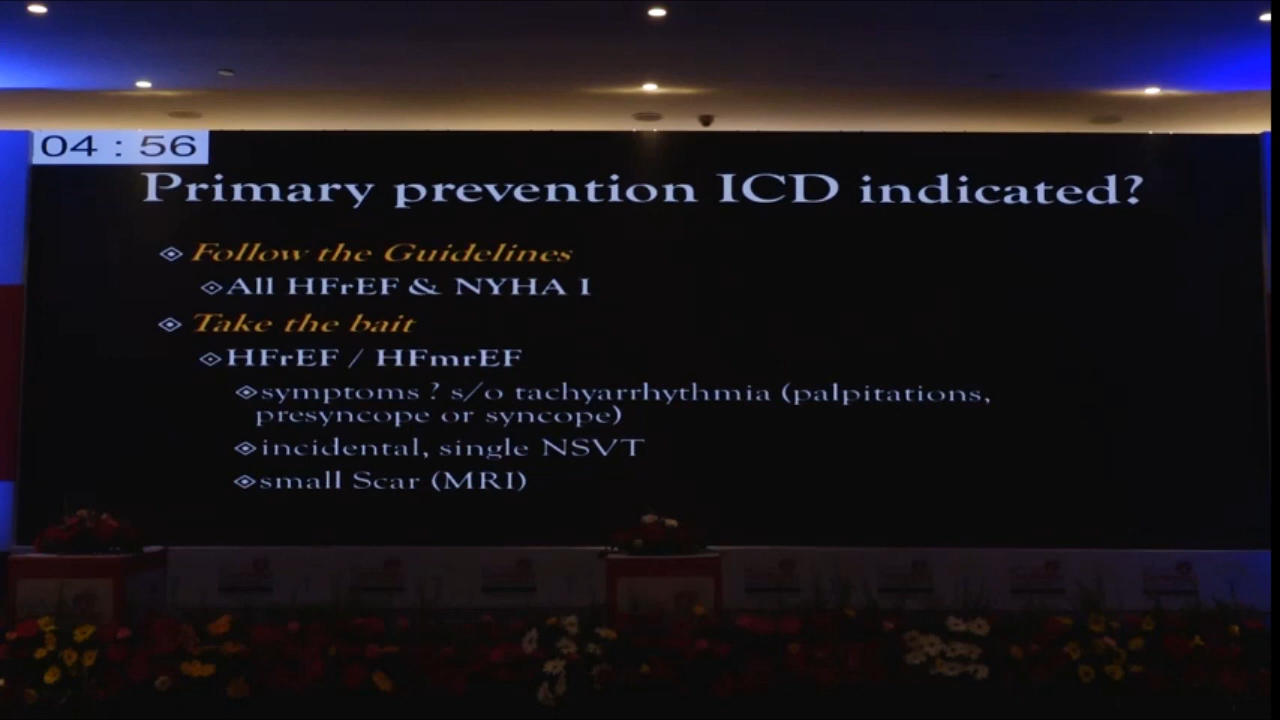 04 : 56
Primary prevention ICD indicated?
Follow the Guidelines
All HFrEF & NYHA I
Take the bait
HFrEF / HFmrEF
symptoms ? s/o tachyarrhythmia (palpitations,
presyncope or syncope)
incidental, single NSVT
small Scar (MRI)